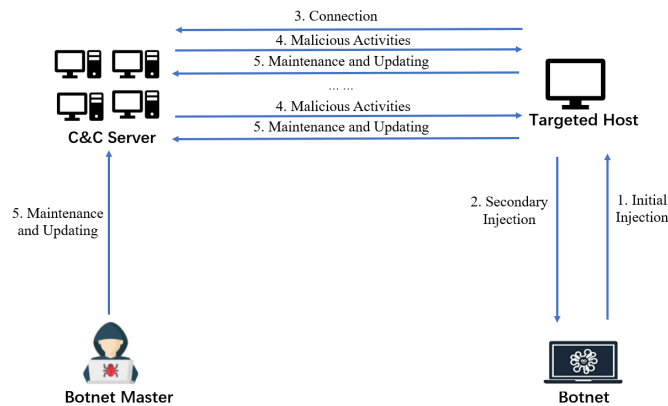 3. Connection
4. Malicious Activities
5. Maintenance and Updating
... ...
4. Malicious Activities
5. Maintenance and Updating
C&C Server
Targeted Host
5. Maintenance
and Updating
2. Secondary
Injection
1. Initial
Injection
Botnet Master
Botnet